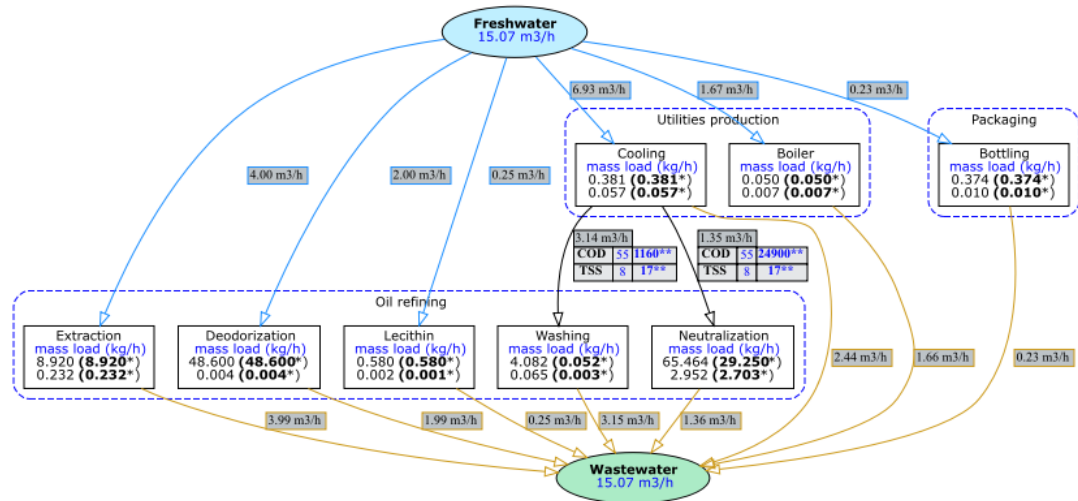 Freshwater
15.07 m3/h
6.93 m3/h
1.67 m3/h
0.23 m3/h
Utilities production
Packaging
Cooling
mass load (kg/h)
0.381 (0.381*)
0.057 (0.057*)
Boiler
mass load (kg/h)
0.050 (0.050*)
0.007 (0.007*)
Bottling
mass load (kg/h)
0.374 (0.374*)
0.010 (0.010*)
4.00 m3/h
2.00 m3/h
0.25 m3/h
3.14 m3/h
COD 55 1160**
TSS 8 17**
1.35 m3/h
COD 55 24900**
TSS 8 17**
Oil refining
Extraction
mass load (kg/h)
8.920 (8.920*)
0.232 (0.232*)
Deodorization
mass load (kg/h)
48.600 (48.600*)
0.004 (0.004*)
Lecithin
mass load (kg/h)
0.580 (0.580*)
0.002 (0.001*)
Washing
mass load (kg/h)
4.082 (0.052*)
0.065 (0.003*)
Neutralization
mass load (kg/h)
65.464 (29.250*)
2.952 (2.703*)
2.44 m3/h
1.66 m3/h
0.23 m3/h
3.99 m3/h
1.99 m3/h
0.25 m3/h
3.15 m3/h
1.36 m3/h
Wastewater
15.07 m3/h